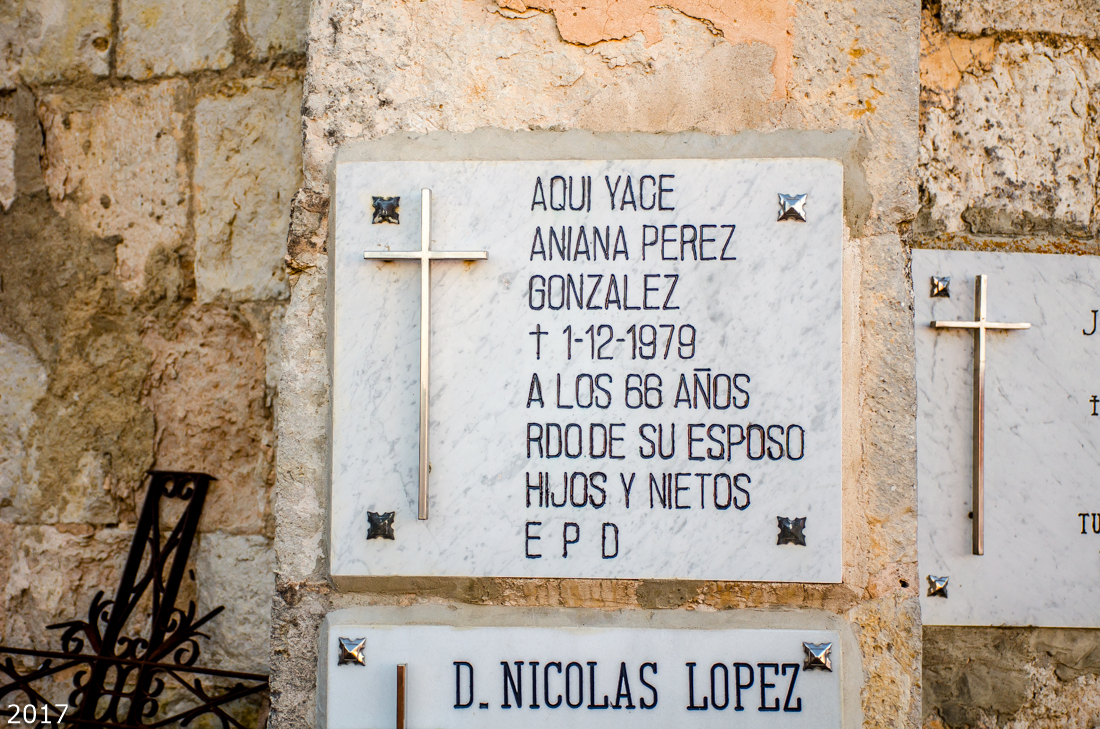 AQUI YACE
ANIANA PEREZ
GONZALEZ
✝ 1-12-1979
A LOS 66 AÑOS
RDO.DE SU ESPOSO
HIJOS Y NIETOS
E P D
D. NICOLAS LOPEZ
J
✝
TU
2017